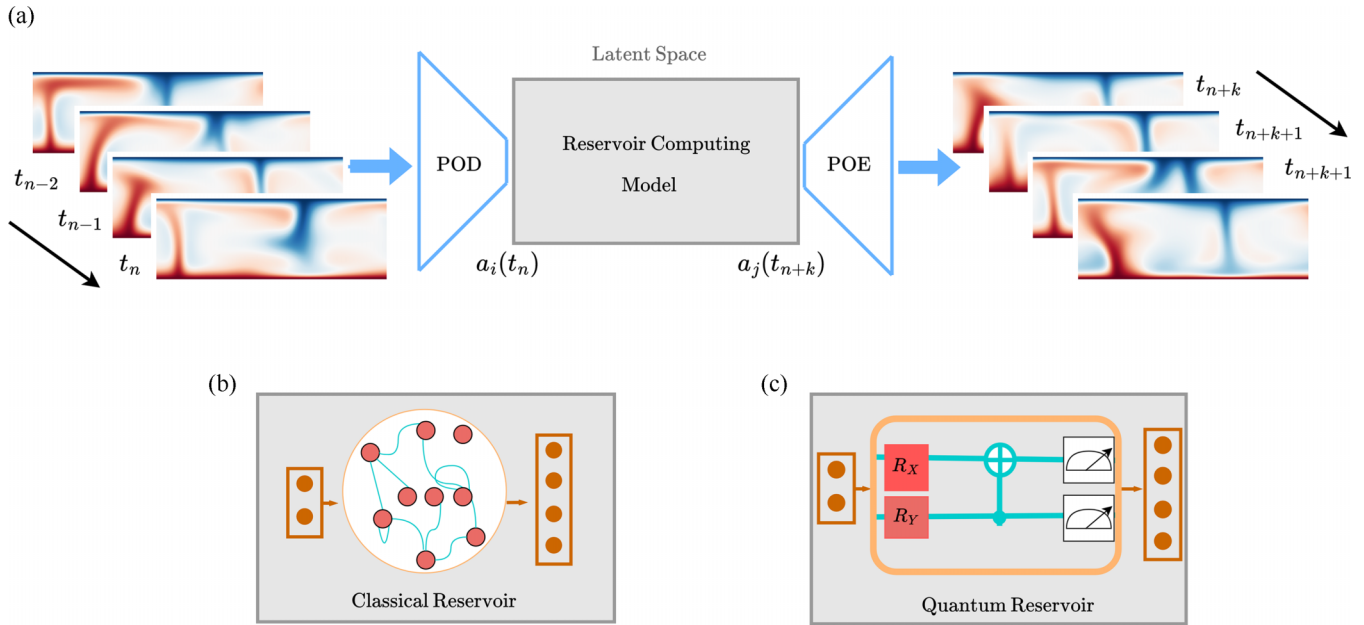 (a)
Latent Space
t_{n-2}
t_{n-1}
t_n
POD
Reservoir Computing
Model
POE
a_i(t_n)
a_j(t_{n+k})
t_{n+k}
t_{n+k+1}
t_{n+k+1}
(b)
Classical Reservoir
(c)
R_X
R_Y
Quantum Reservoir